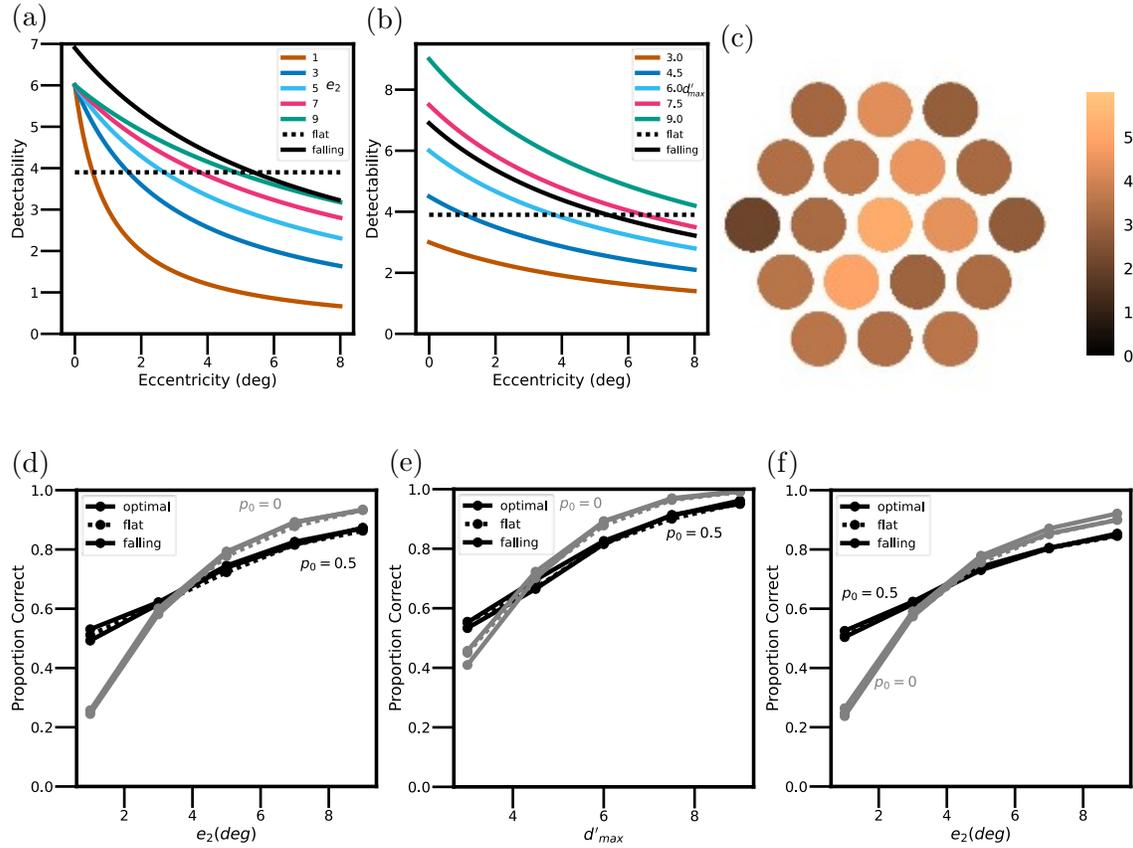 (a)
(b)
(c)
7
6
5
4
3
2
1
0
0
2
4
6
8
Detectability
Eccentricity (deg)
1
3
5
7
9
flat
falling
e₂
8
6
4
2
0
0
2
4
6
8
Detectability
Eccentricity (deg)
3.0
4.5
6.0
7.5
9.0
flat
falling
d'max
5
4
3
2
1
0
(d)
(e)
(f)
1.0
0.8
0.6
0.4
0.2
0.0
2
4
6
8
Proportion Correct
e₂(deg)
optimal
flat
falling
p₀ = 0
p₀ = 0.5
1.0
0.8
0.6
0.4
0.2
0.0
4
6
8
Proportion Correct
d'max
optimal
flat
falling
p₀ = 0
p₀ = 0.5
1.0
0.8
0.6
0.4
0.2
0.0
2
4
6
8
Proportion Correct
e₂(deg)
optimal
flat
falling
p₀ = 0.5
p₀ = 0